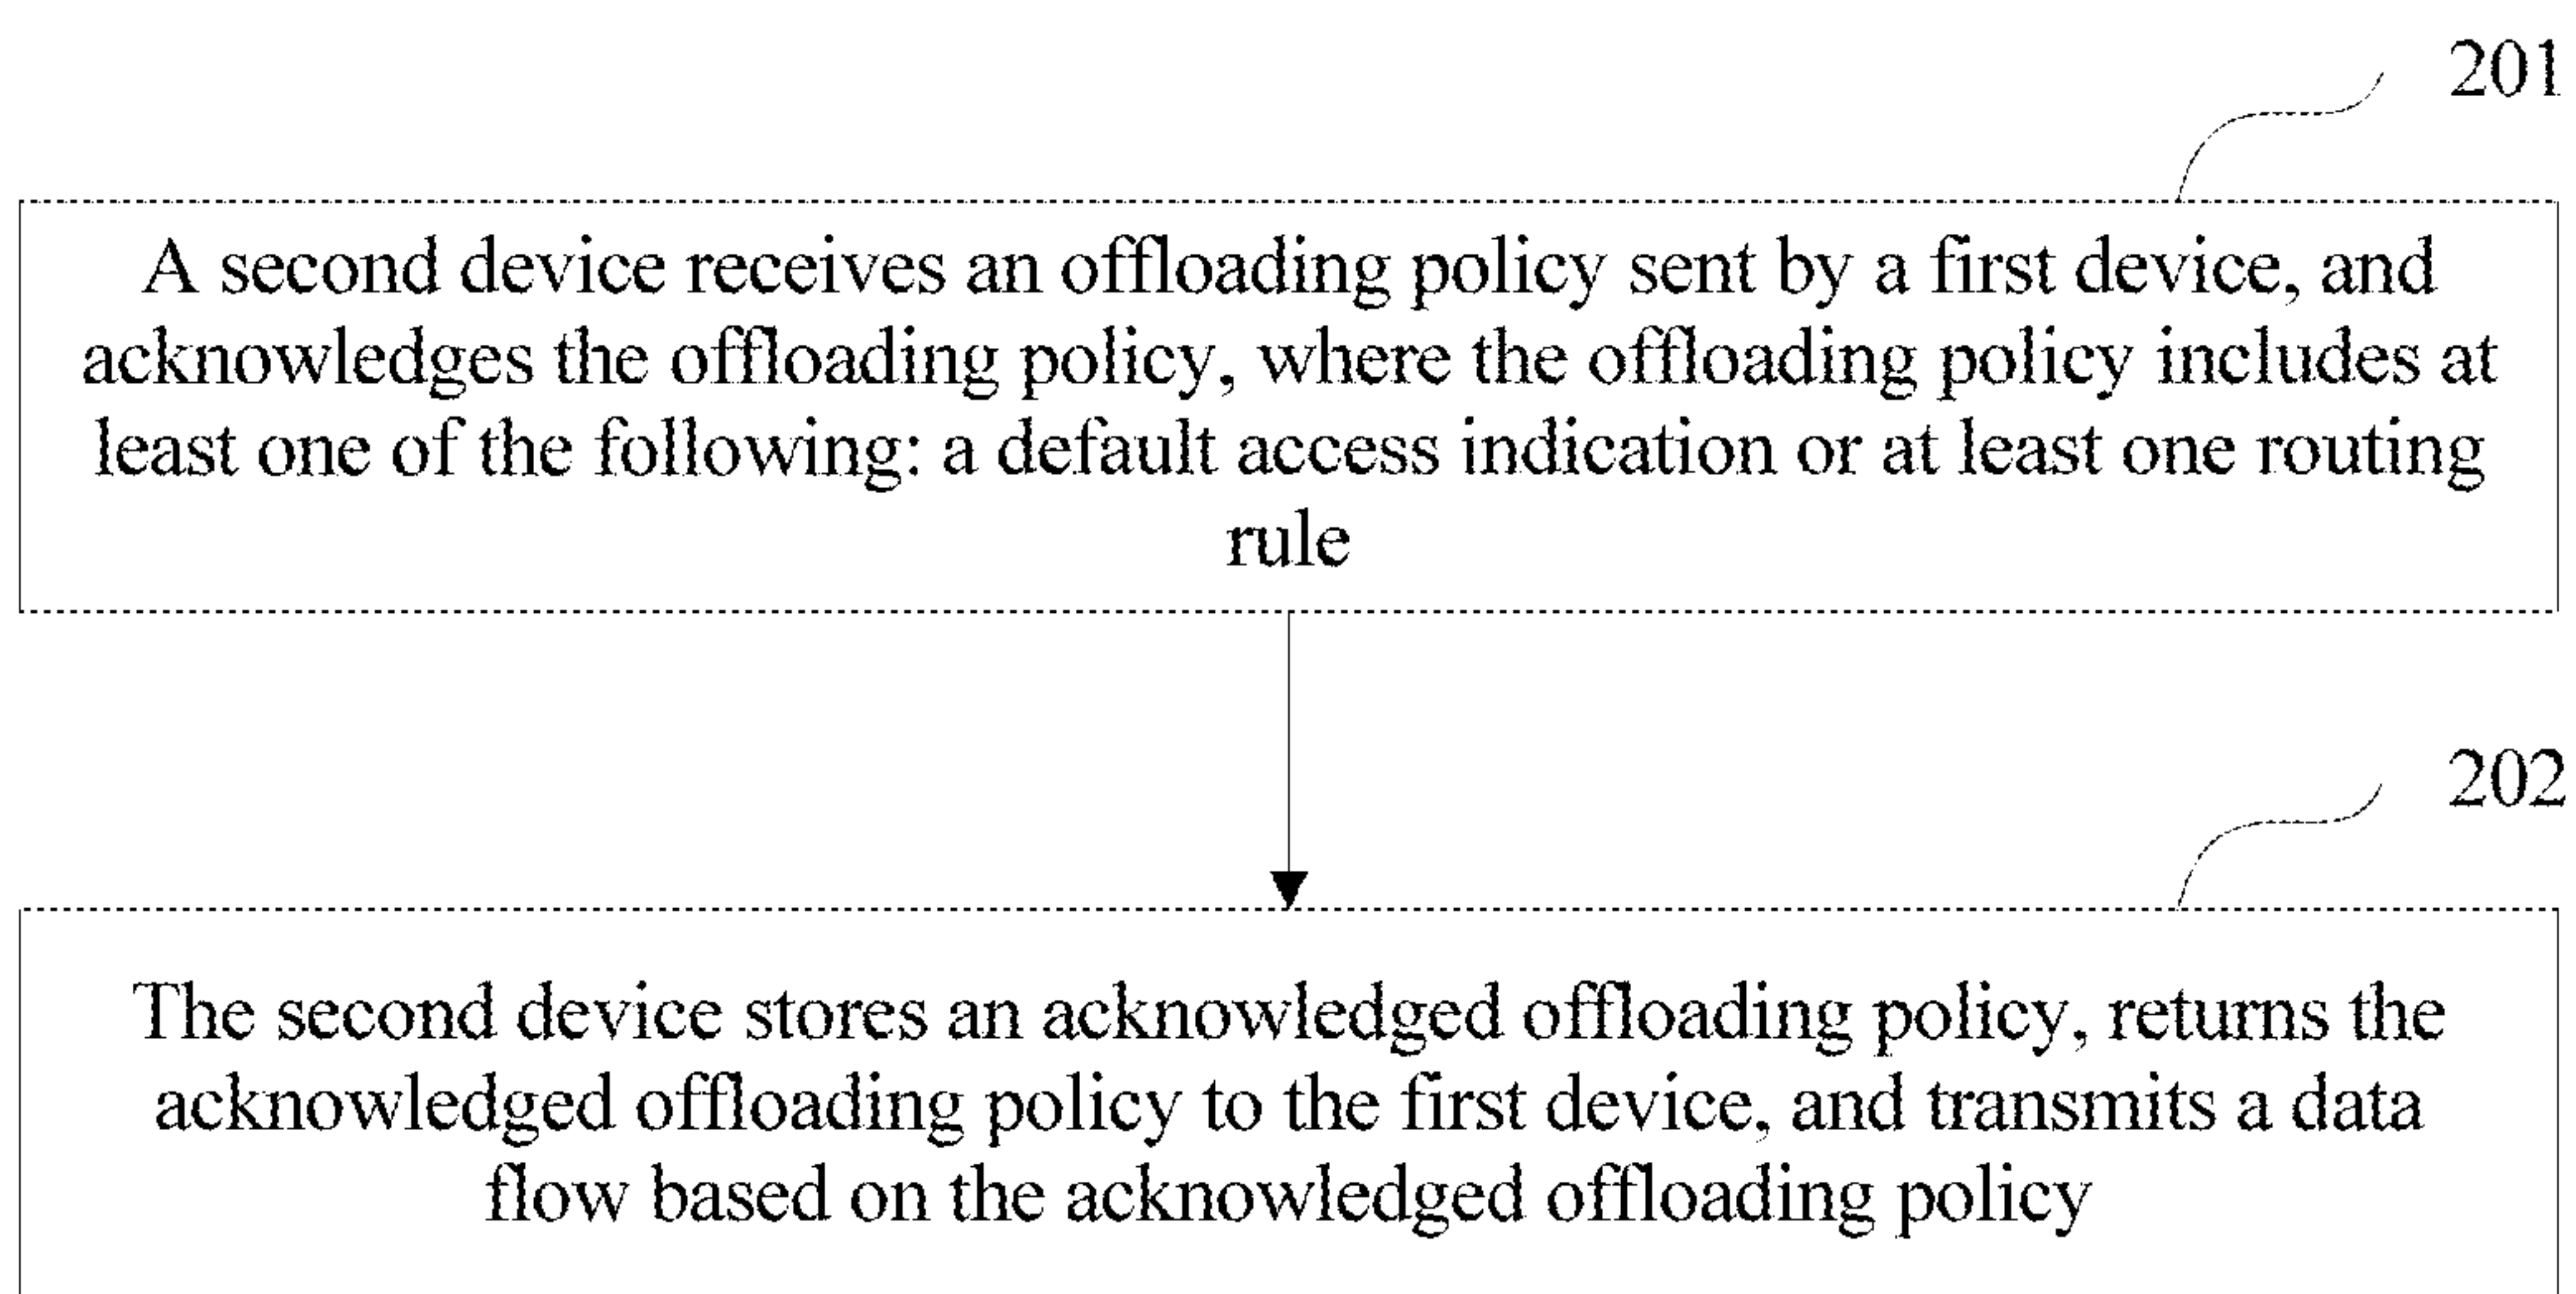 201
A second device receives an offloading policy sent by a first device, and
acknowledges the offloading policy, where the offloading policy includes at
least one of the following: a default access indication or at least one routing
rule
202
The second device stores an acknowledged offloading policy, returns the
acknowledged offloading policy to the first device, and transmits a data
flow based on the acknowledged offloading policy